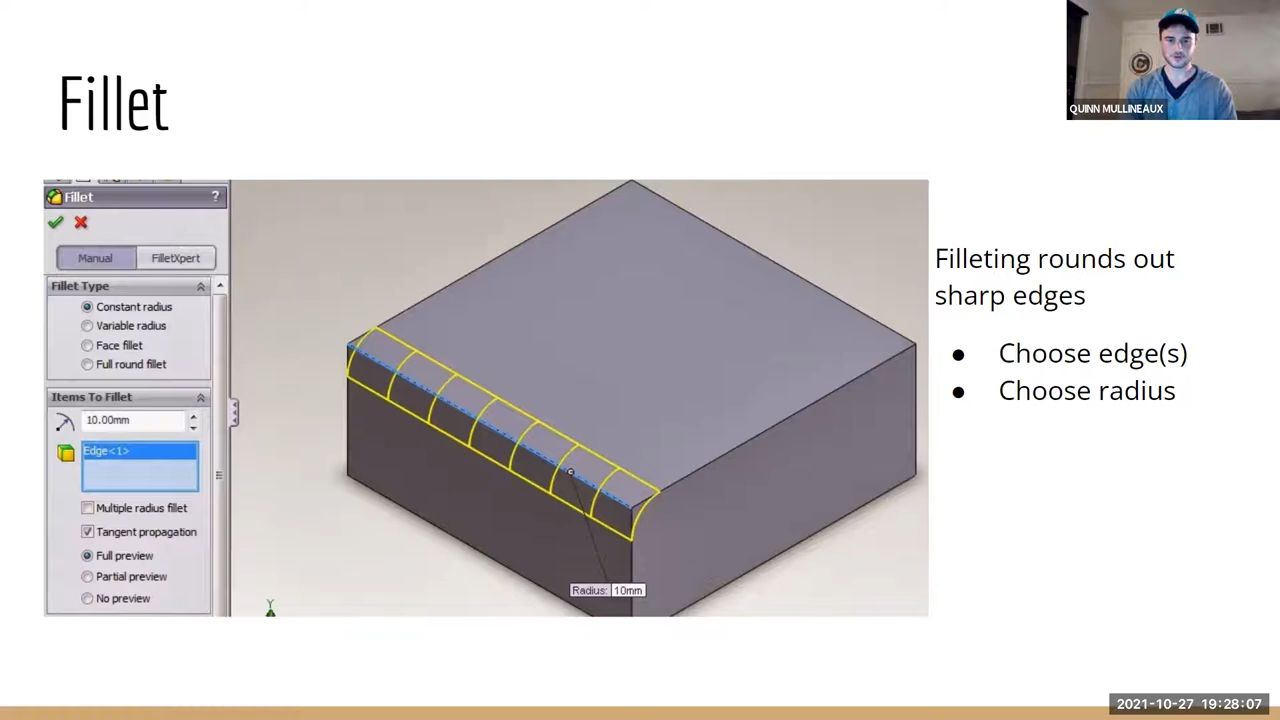 Fillet
QUINN MULLINEAUX
Fillet ?
Manual FilletXpert
Fillet Type
Constant radius
Variable radius
Face fillet
Full round fillet
Items To Fillet
10.00mm
Edge<1>
Multiple radius fillet
Tangent propagation
Full preview
Partial preview
No preview
Radius: 10mm
Y
Filleting rounds out
sharp edges
● Choose edge(s)
● Choose radius
2021-10-27 19:28:07